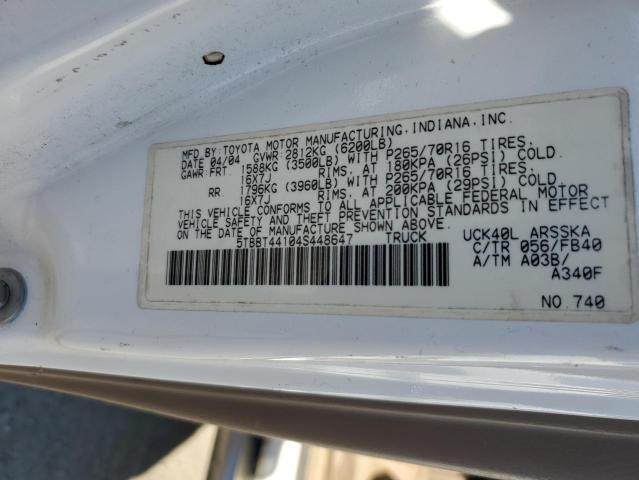 MFD.BY: TOYOTA MOTOR MANUFACTURING, INDIANA, INC.
DATE 04/04 GVWR: 2812KG (6200LB)
GAWR:FRT. 1588KG (3500LB) WITH P265/70R16 TIRES.
16X7J RIMS, AT 180KPA (26PSI) COLD.
RR. 1796KG (3960LB) WITH P265/70R16 TIRES.
16X7J RIMS, AT 200KPA (29PSI) COLD.
THIS VEHICLE CONFORMS TO ALL APPLICABLE FEDERAL MOTOR
VEHICLE SAFETY AND THEFT PREVENTION STANDARDS IN EFFECT
ON THE DATE OF MANUFACTURE SHOWN ABOVE.
5TBBT44104S448647 TRUCK
UCK40L ARSSKA
C/TR 056/FB40
A/TM A03B/
A340F
NO.740